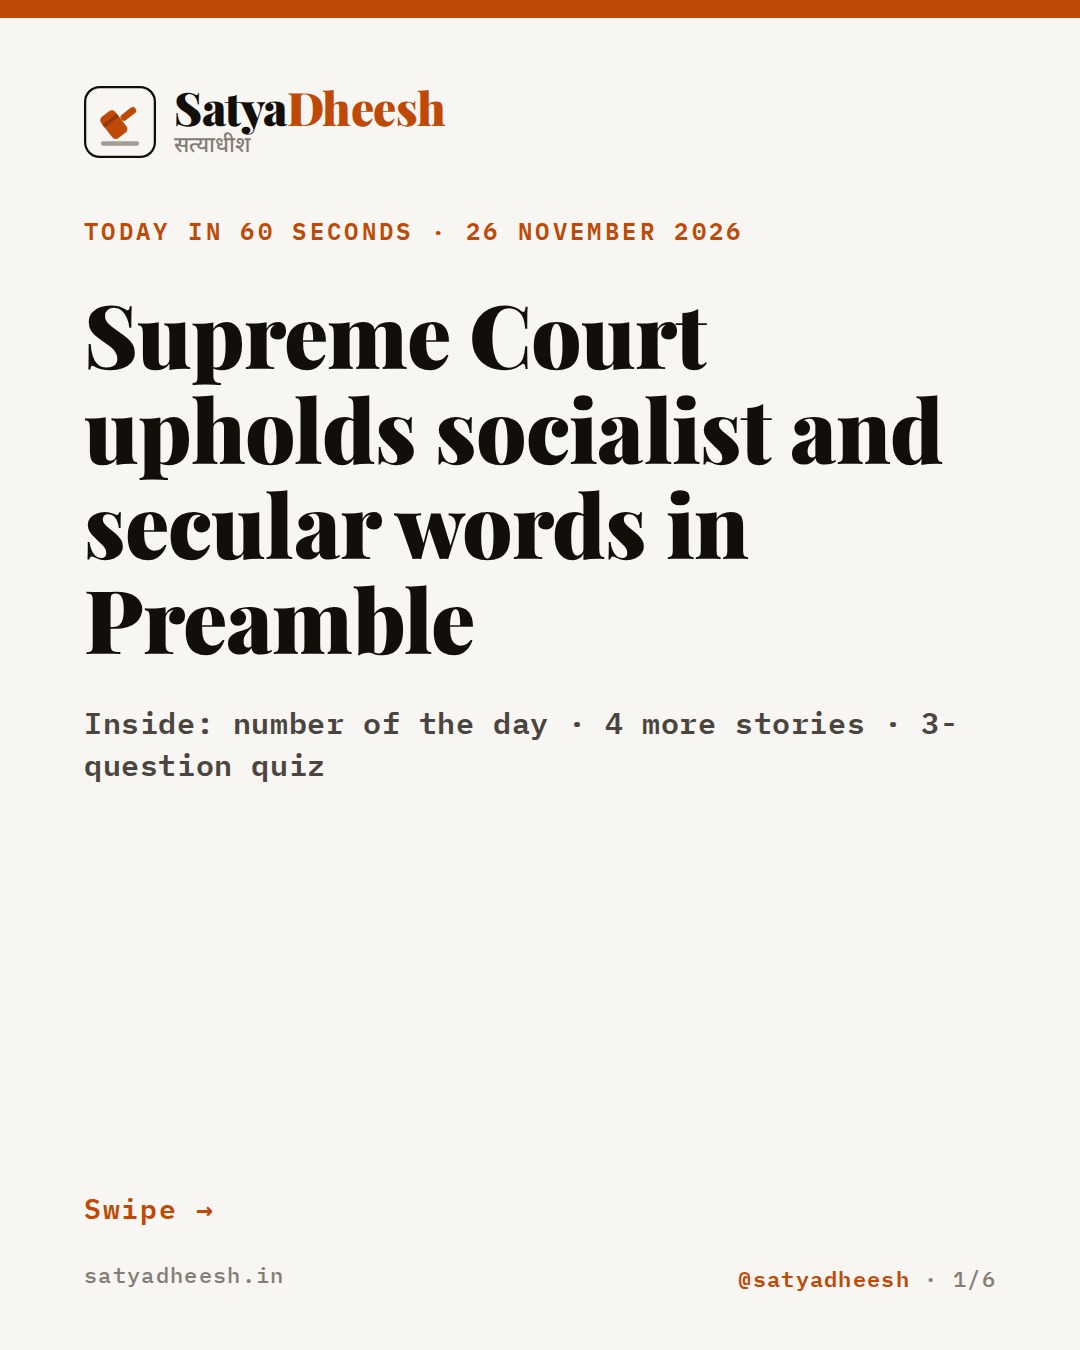 SatyaDheesh
सत्याधीश
TODAY IN 60 SECONDS · 26 NOVEMBER 2026
Supreme Court
upholds socialist and
secular words in
Preamble
Inside: number of the day · 4 more stories · 3-
question quiz
Swipe →
satyadheesh.in
@satyadheesh · 1/6